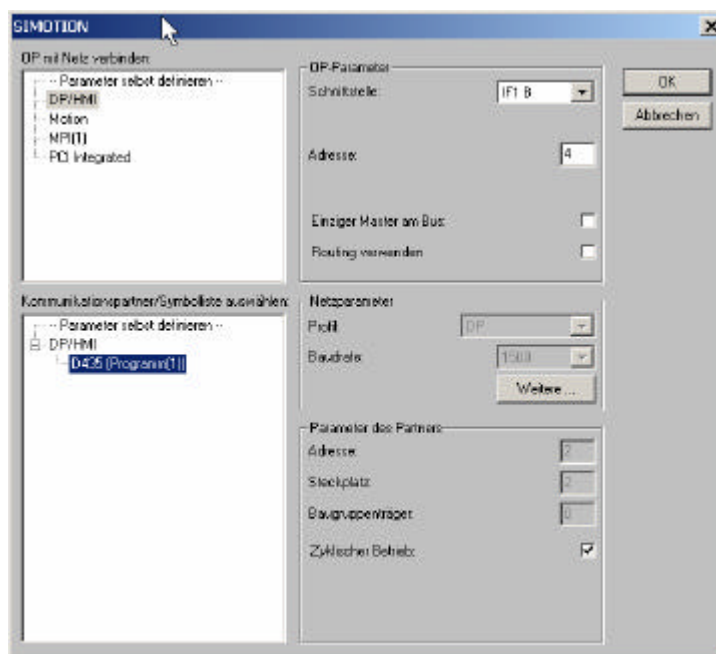 SIMOTION
OP mit Netz verbinden:
-- Parameter selbst definieren --
DP/HMI
Motion
MPI(1)
PCI Integrated
OP-Parameter
Schnittstelle:
IF1 B
Adresse:
4
Einziger Master am Bus:
Routing verwenden
OK
Abbrechen
Kommunikationspartner/Symbolliste auswählen:
-- Parameter selbst definieren --
DP/HMI
D435 (Programm(1))
Netzparameter
Profil:
DP
Baudrate:
1500
Weitere ...
Parameter des Partners
Adresse:
2
Steckplatz:
2
Baugruppenträger:
0
Zyklischer Betrieb: